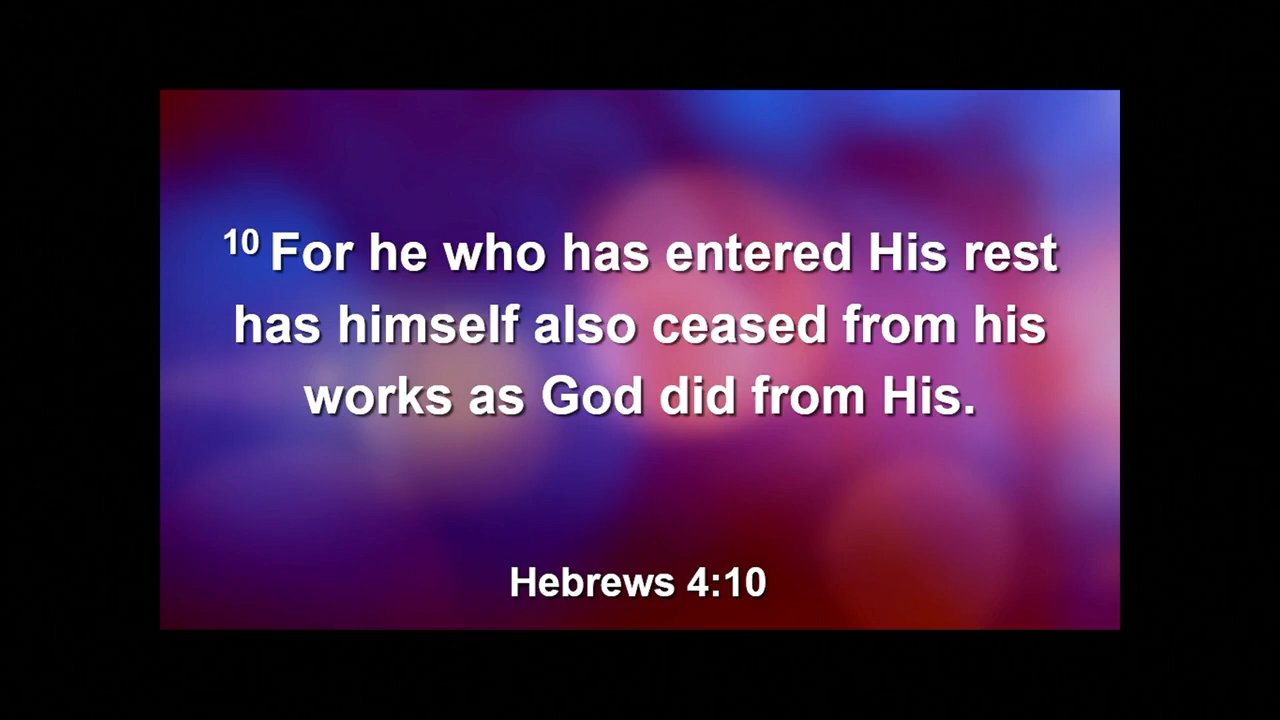 10 For he who has entered His rest
has himself also ceased from his
works as God did from His.
Hebrews 4:10